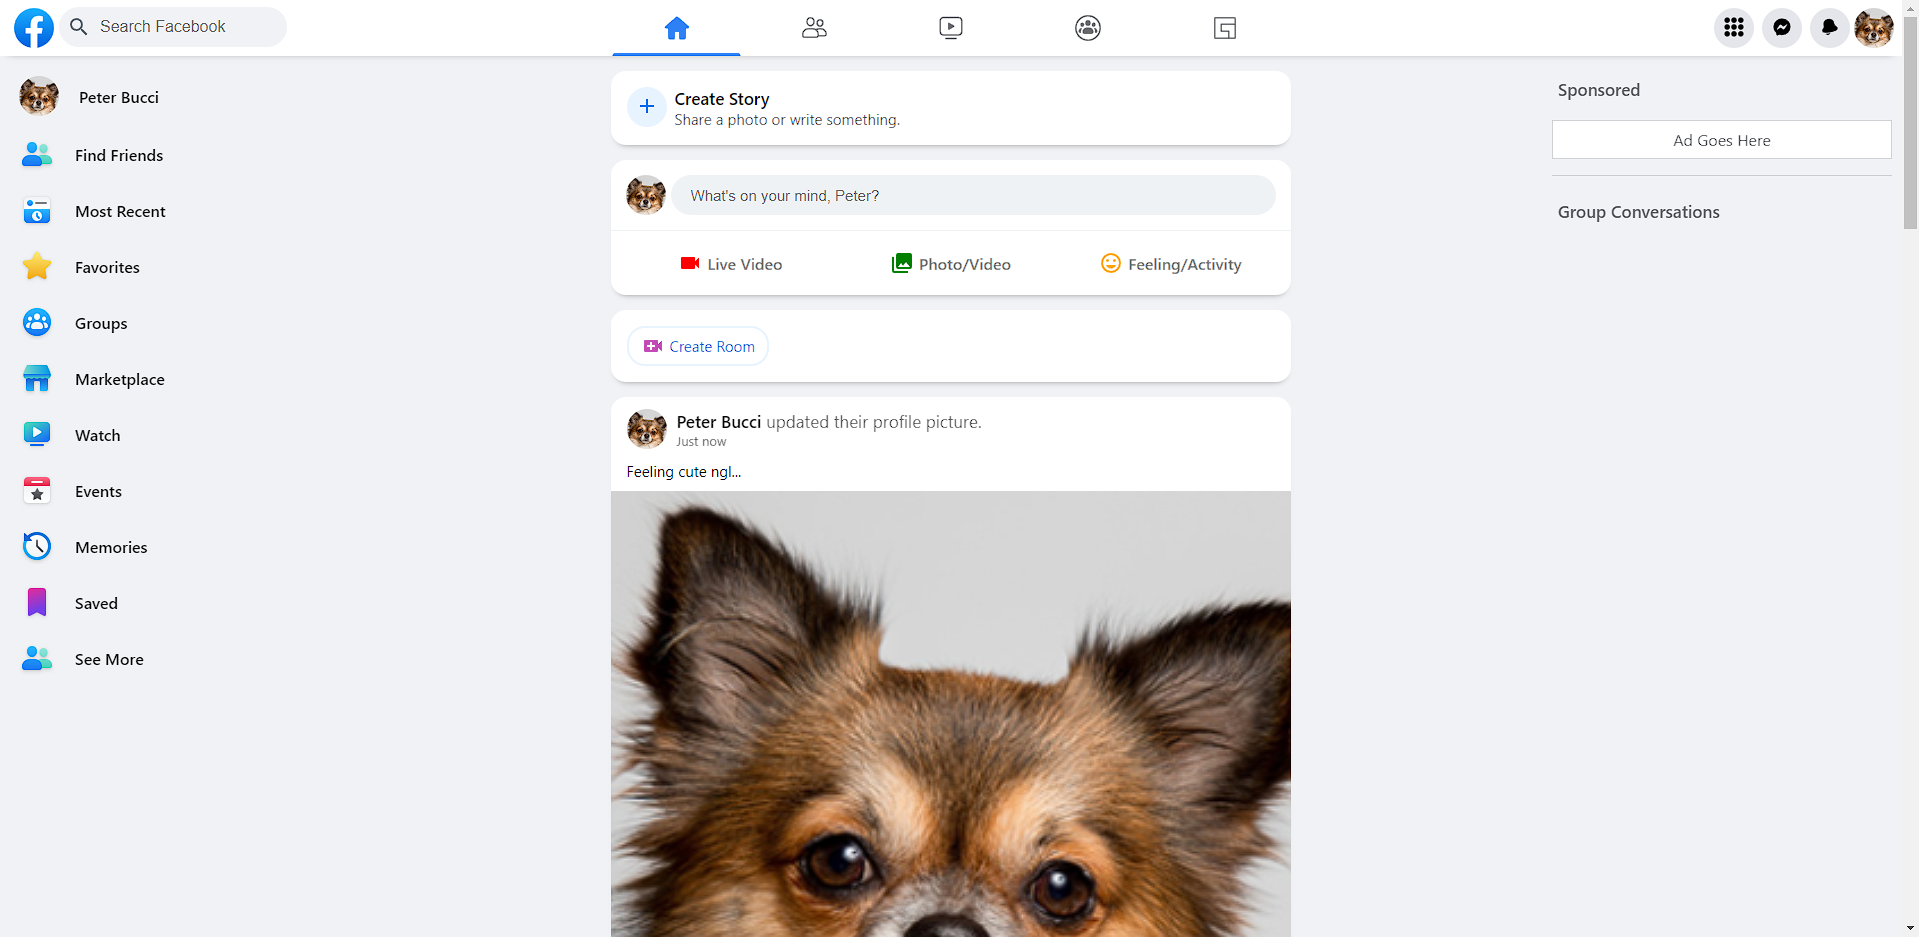 Search Facebook
Peter Bucci
Find Friends
Most Recent
Favorites
Groups
Marketplace
Watch
Events
Memories
Saved
See More
Create Story
Share a photo or write something.
What's on your mind, Peter?
Live Video
Photo/Video
Feeling/Activity
Create Room
Peter Bucci updated their profile picture.
Just now
Feeling cute ngl...
Sponsored
Ad Goes Here
Group Conversations